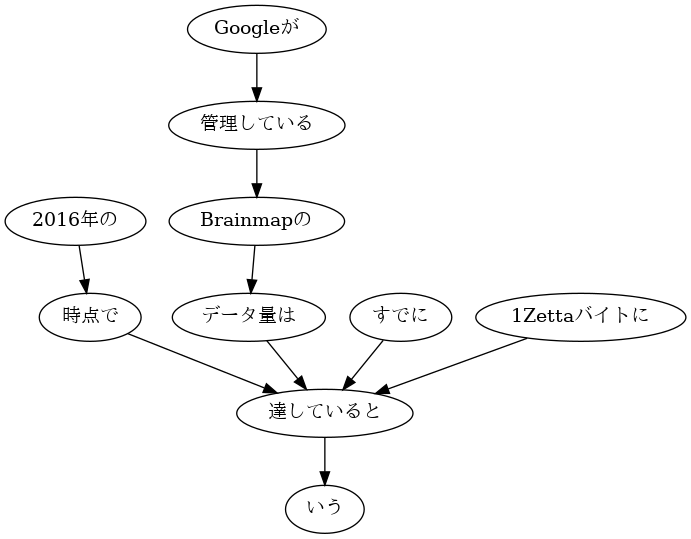 Googleが
管理している
2016年の
Brainmapの
時点で
データ量は
すでに
1Zettaバイトに
達していると
いう